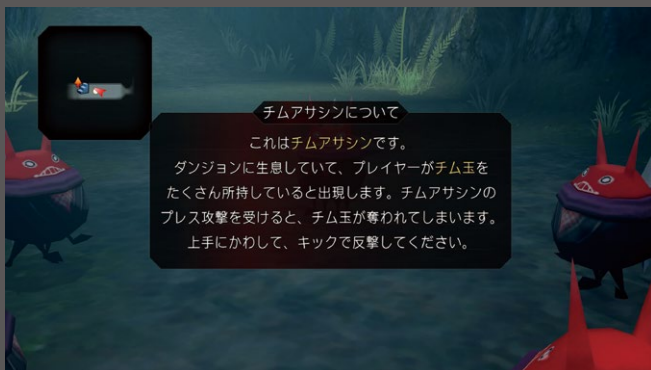 チムアサシンについて
これはチムアサシンです。
ダンジョンに生息していて、プレイヤーがチム玉を
たくさん所持していると出現します。チムアサシンの
プレス攻撃を受けると、チム玉が奪われてしまいます。
上手にかわして、キックで反撃してください。